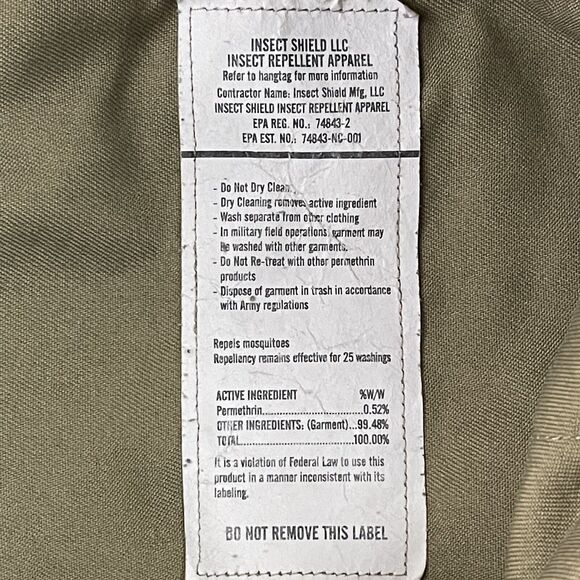 INSECT SHIELD LLC
INSECT REPELLENT APPAREL
Refer to hangtag for more information
Contractor Name: Insect Shield Mfg, LLC
INSECT SHIELD INSECT REPELLENT APPAREL
EPA REG. NO.: 74843-2
EPA EST. NO.: 74843-NC-001
- Do Not Dry Clean.
- Dry Cleaning removes active ingredient
- Wash separate from other clothing
- In military field operations, garment may
Be washed with other garments.
- Do Not Re-treat with other permethrin
products
- Dispose of garment in trash in accordance
with Army regulations
Repels mosquitoes
Repellency remains effective for 25 washings
ACTIVE INGREDIENT %W/W
Permethrin..........................0.52%
OTHER INGREDIENTS: (Garment)...99.48%
TOTAL..............................100.00%
It is a violation of Federal Law to use this
product in a manner inconsistent with its
labeling.
DO NOT REMOVE THIS LABEL